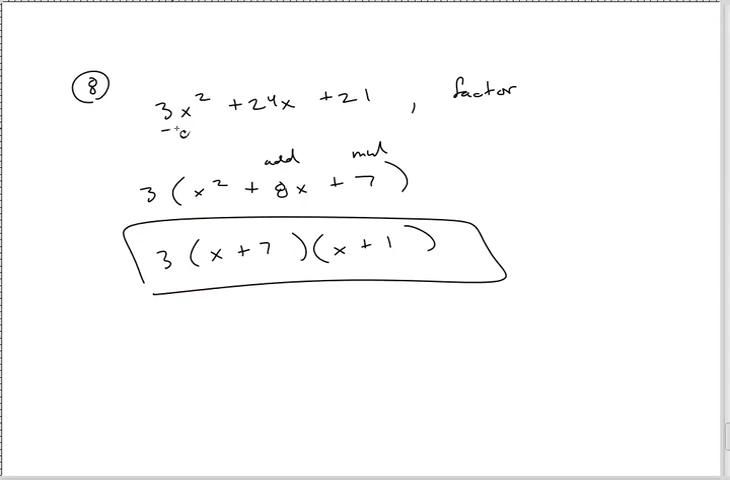 8
3x² + 24x + 21 , factor
add mul
3 ( x² + 8x + 7 )
3 ( x + 7 ) ( x + 1 )